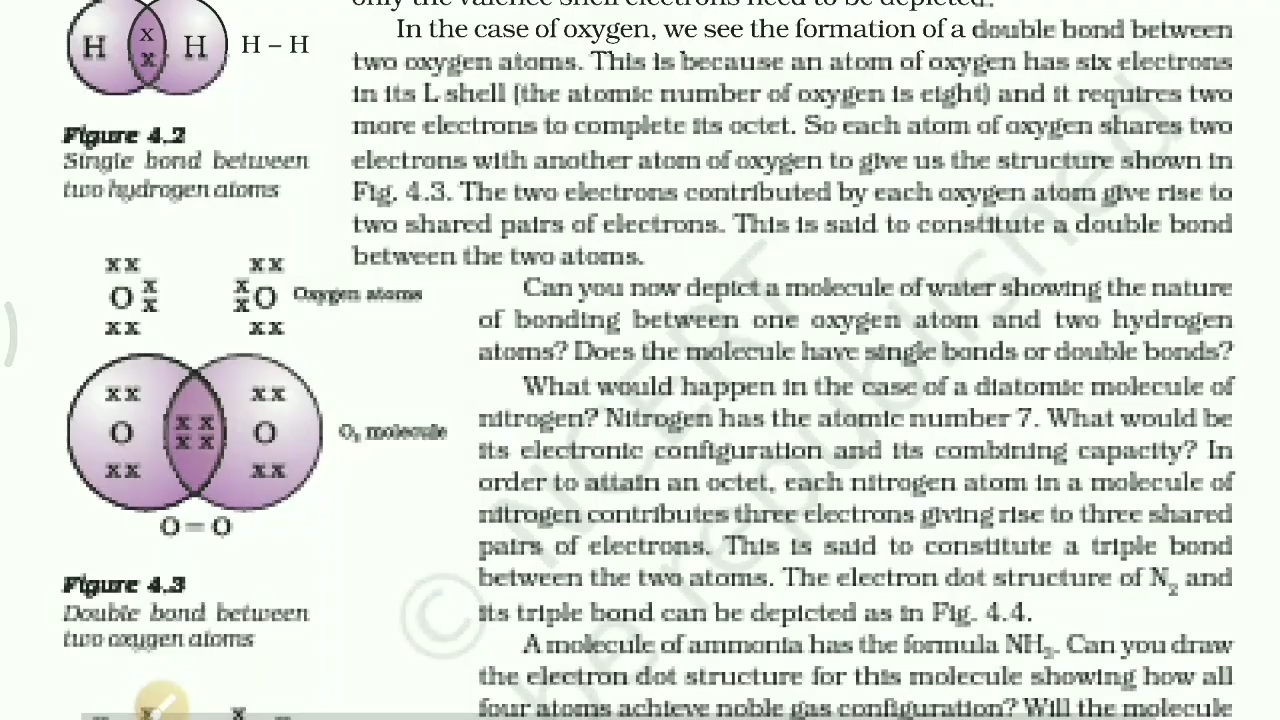 only the valence shell electrons need to be depicted.
H x x H H – H
In the case of oxygen, we see the formation of a double bond between
two oxygen atoms. This is because an atom of oxygen has six electrons
in its L shell (the atomic number of oxygen is eight) and it requires two
more electrons to complete its octet. So each atom of oxygen shares two
electrons with another atom of oxygen to give us the structure shown in
Fig. 4.3. The two electrons contributed by each oxygen atom give rise to
two shared pairs of electrons. This is said to constitute a double bond
between the two atoms.
Figure 4.2
Single bond between
two hydrogen atoms
xx xx
O x x x x O Oxygen atoms
xx xx
xx xx
O xx xx O O₂ molecule
xx xx
O = O
Figure 4.3
Double bond between
two oxygen atoms
Can you now depict a molecule of water showing the nature
of bonding between one oxygen atom and two hydrogen
atoms? Does the molecule have single bonds or double bonds?
What would happen in the case of a diatomic molecule of
nitrogen? Nitrogen has the atomic number 7. What would be
its electronic configuration and its combining capacity? In
order to attain an octet, each nitrogen atom in a molecule of
nitrogen contributes three electrons giving rise to three shared
pairs of electrons. This is said to constitute a triple bond
between the two atoms. The electron dot structure of N₂ and
its triple bond can be depicted as in Fig. 4.4.
A molecule of ammonia has the formula NH₃. Can you draw
the electron dot structure for this molecule showing how all
four atoms achieve noble gas configuration? Will the molecule
x x
© NCERT
be republished